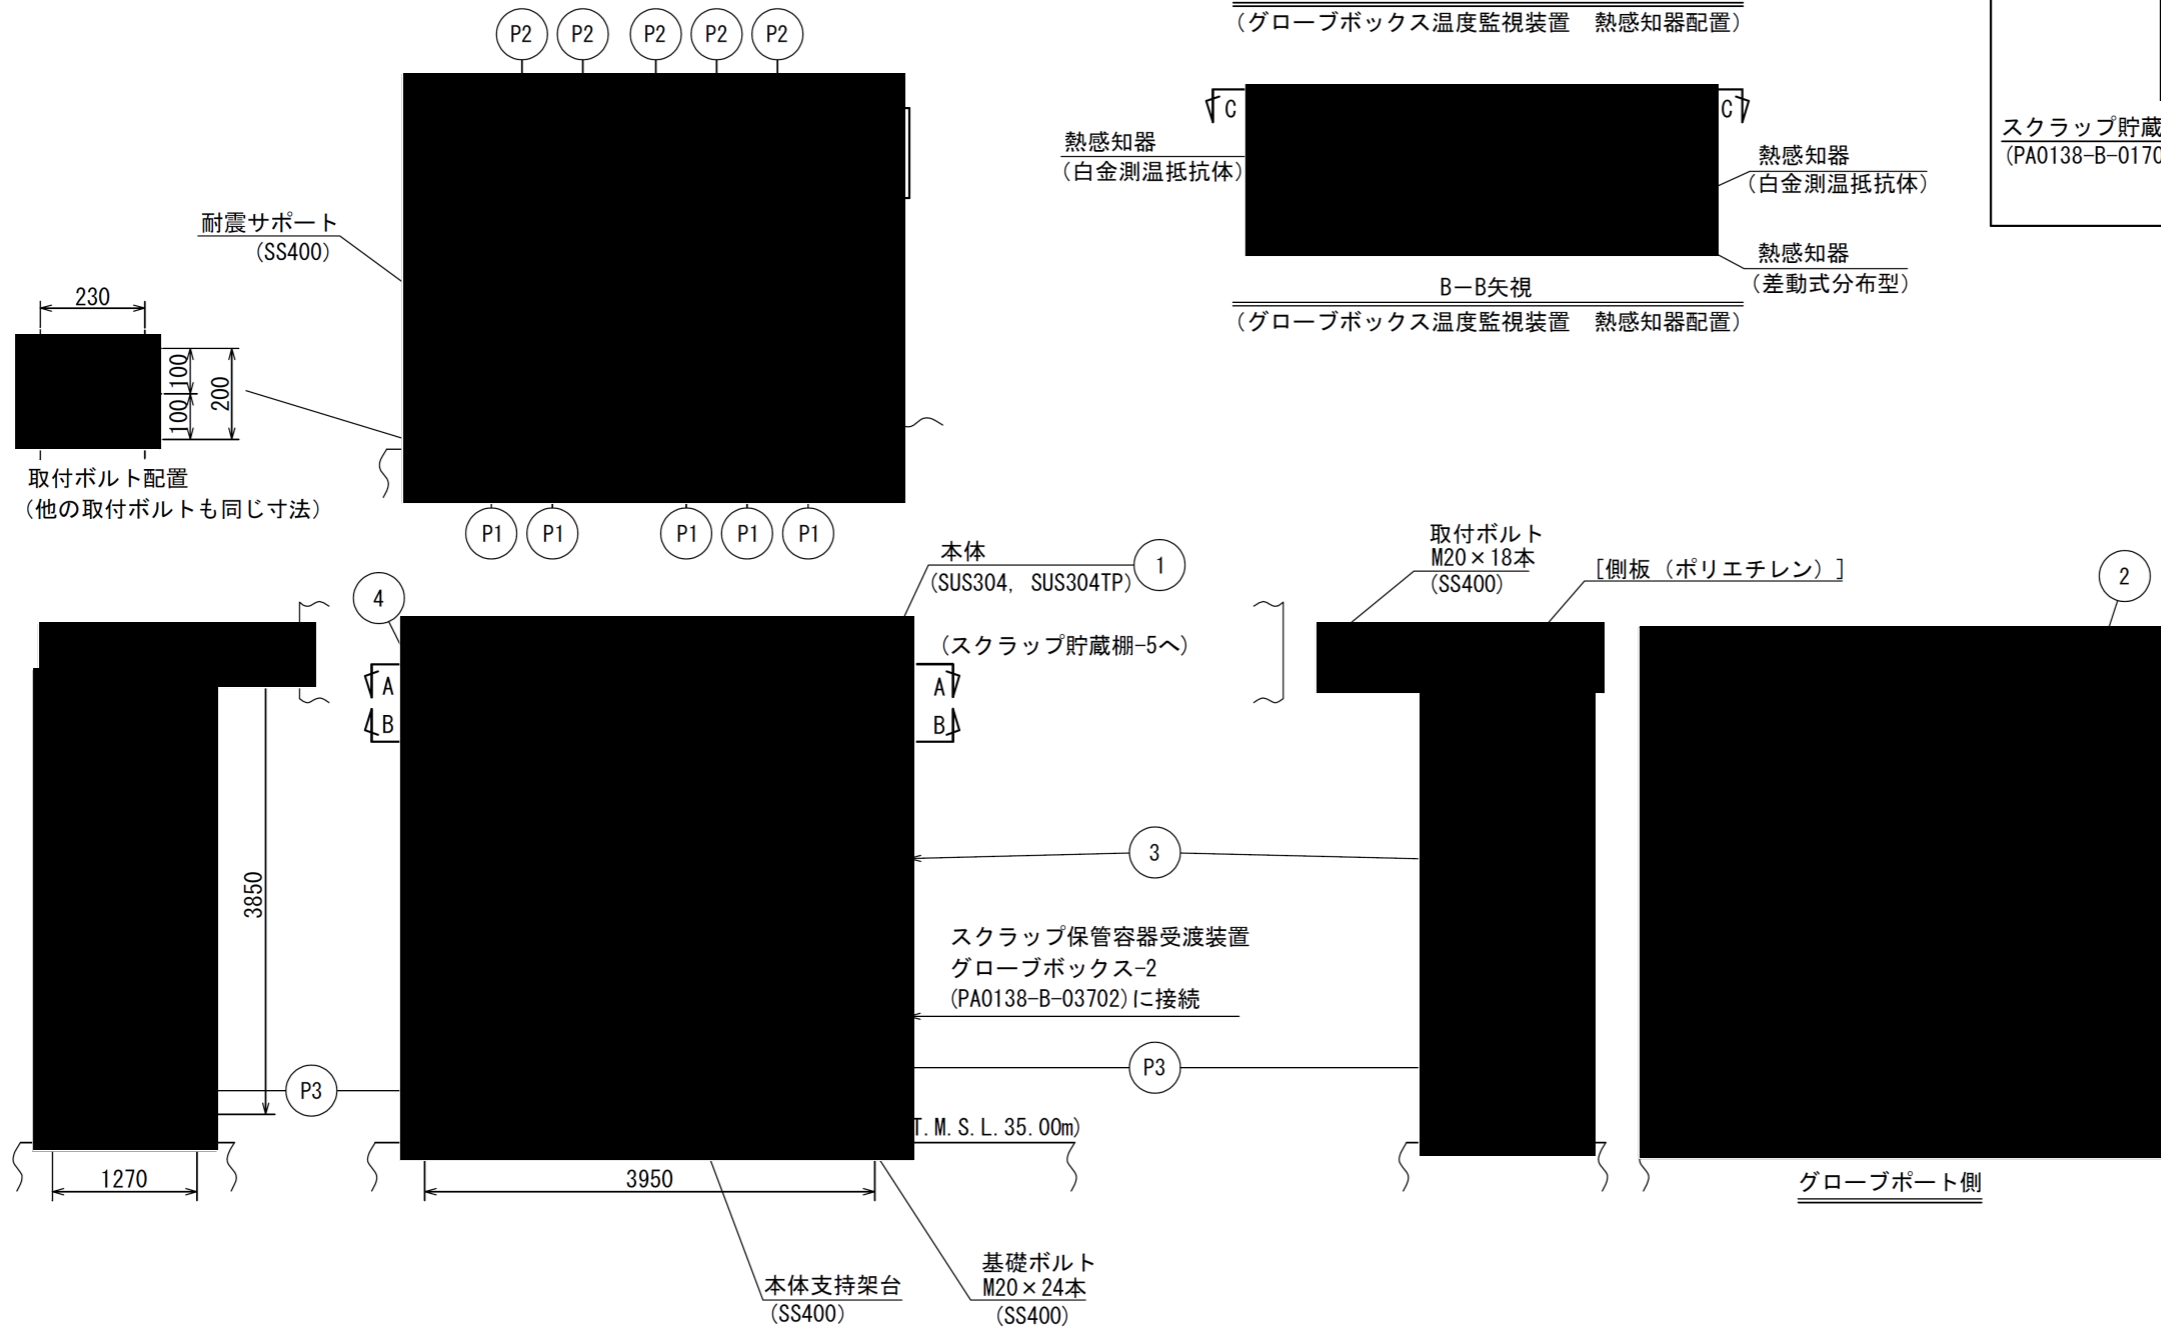 P2 P2 P2 P2 P2
(グローブボックス温度監視装置　熱感知器配置)
C C
熱感知器
(白金測温抵抗体)
熱感知器
(白金測温抵抗体)
スクラップ貯蔵
(PA0138-B-0170
耐震サポート
(SS400)
熱感知器
(差動式分布型)
B－B矢視
(グローブボックス温度監視装置　熱感知器配置)
230
100
100
200
取付ボルト配置
(他の取付ボルトも同じ寸法)
P1 P1 P1 P1 P1
本体
(SUS304, SUS304TP)
1
取付ボルト
M20×18本
(SS400)
[側板 (ポリエチレン) ]
2
4
(スクラップ貯蔵棚-5へ)
A A
B B
3850
3
スクラップ保管容器受渡装置
グローブボックス-2
(PA0138-B-03702)に接続
P3 P3
T.M.S.L.35.00m)
1270
3950
グローブポート側
本体支持架台
(SS400)
基礎ボルト
M20×24本
(SS400)